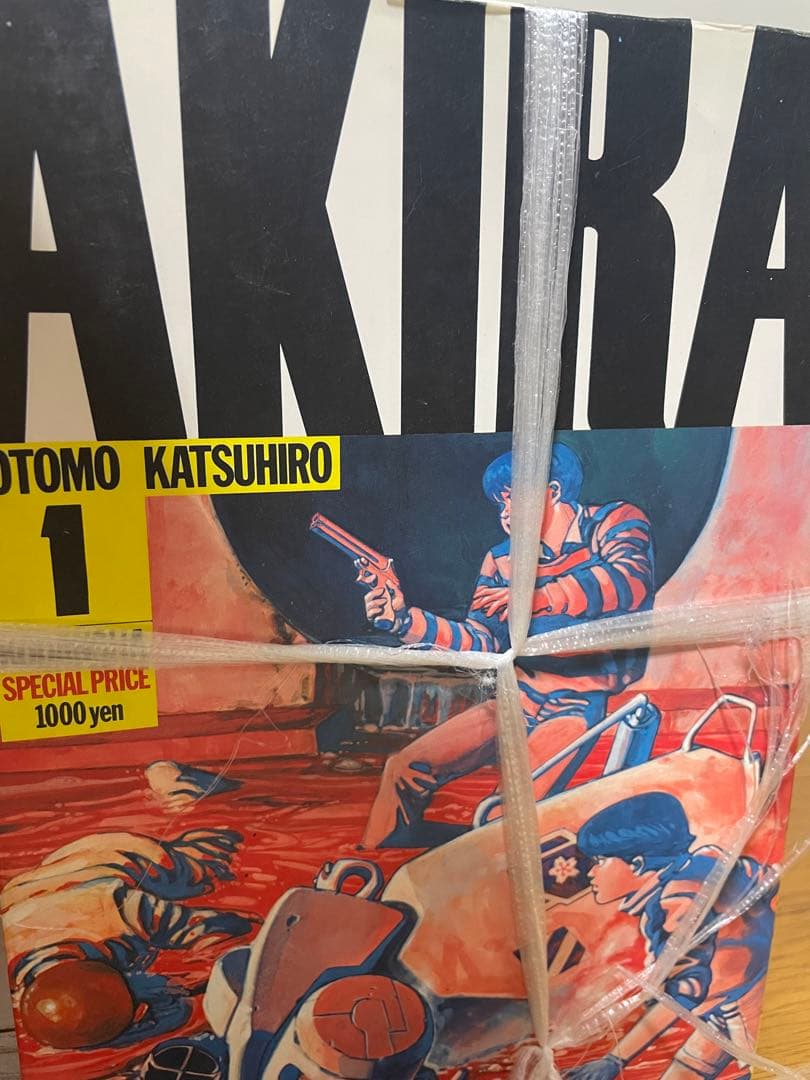 AKIRA
OTOMO KATSUHIRO
1
SPECIAL PRICE
1000 yen